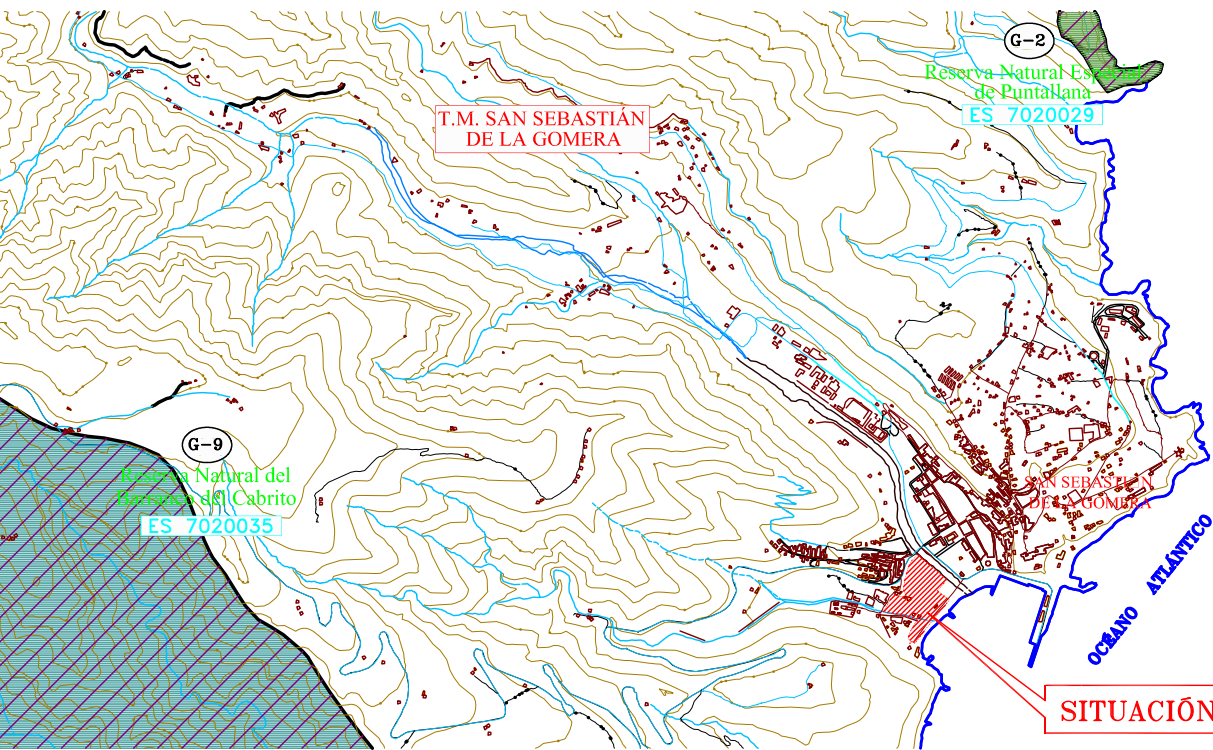 G-2
Reserva Natural Especial
de Puntallana
ES 7020029
T.M. SAN SEBASTIÁN
DE LA GOMERA
G-9
Reserva Natural del
Barranco del Cabrito
ES 7020035
SAN SEBASTIÁN
DE LA GOMERA
OCÉANO ATLÁNTICO
SITUACIÓN